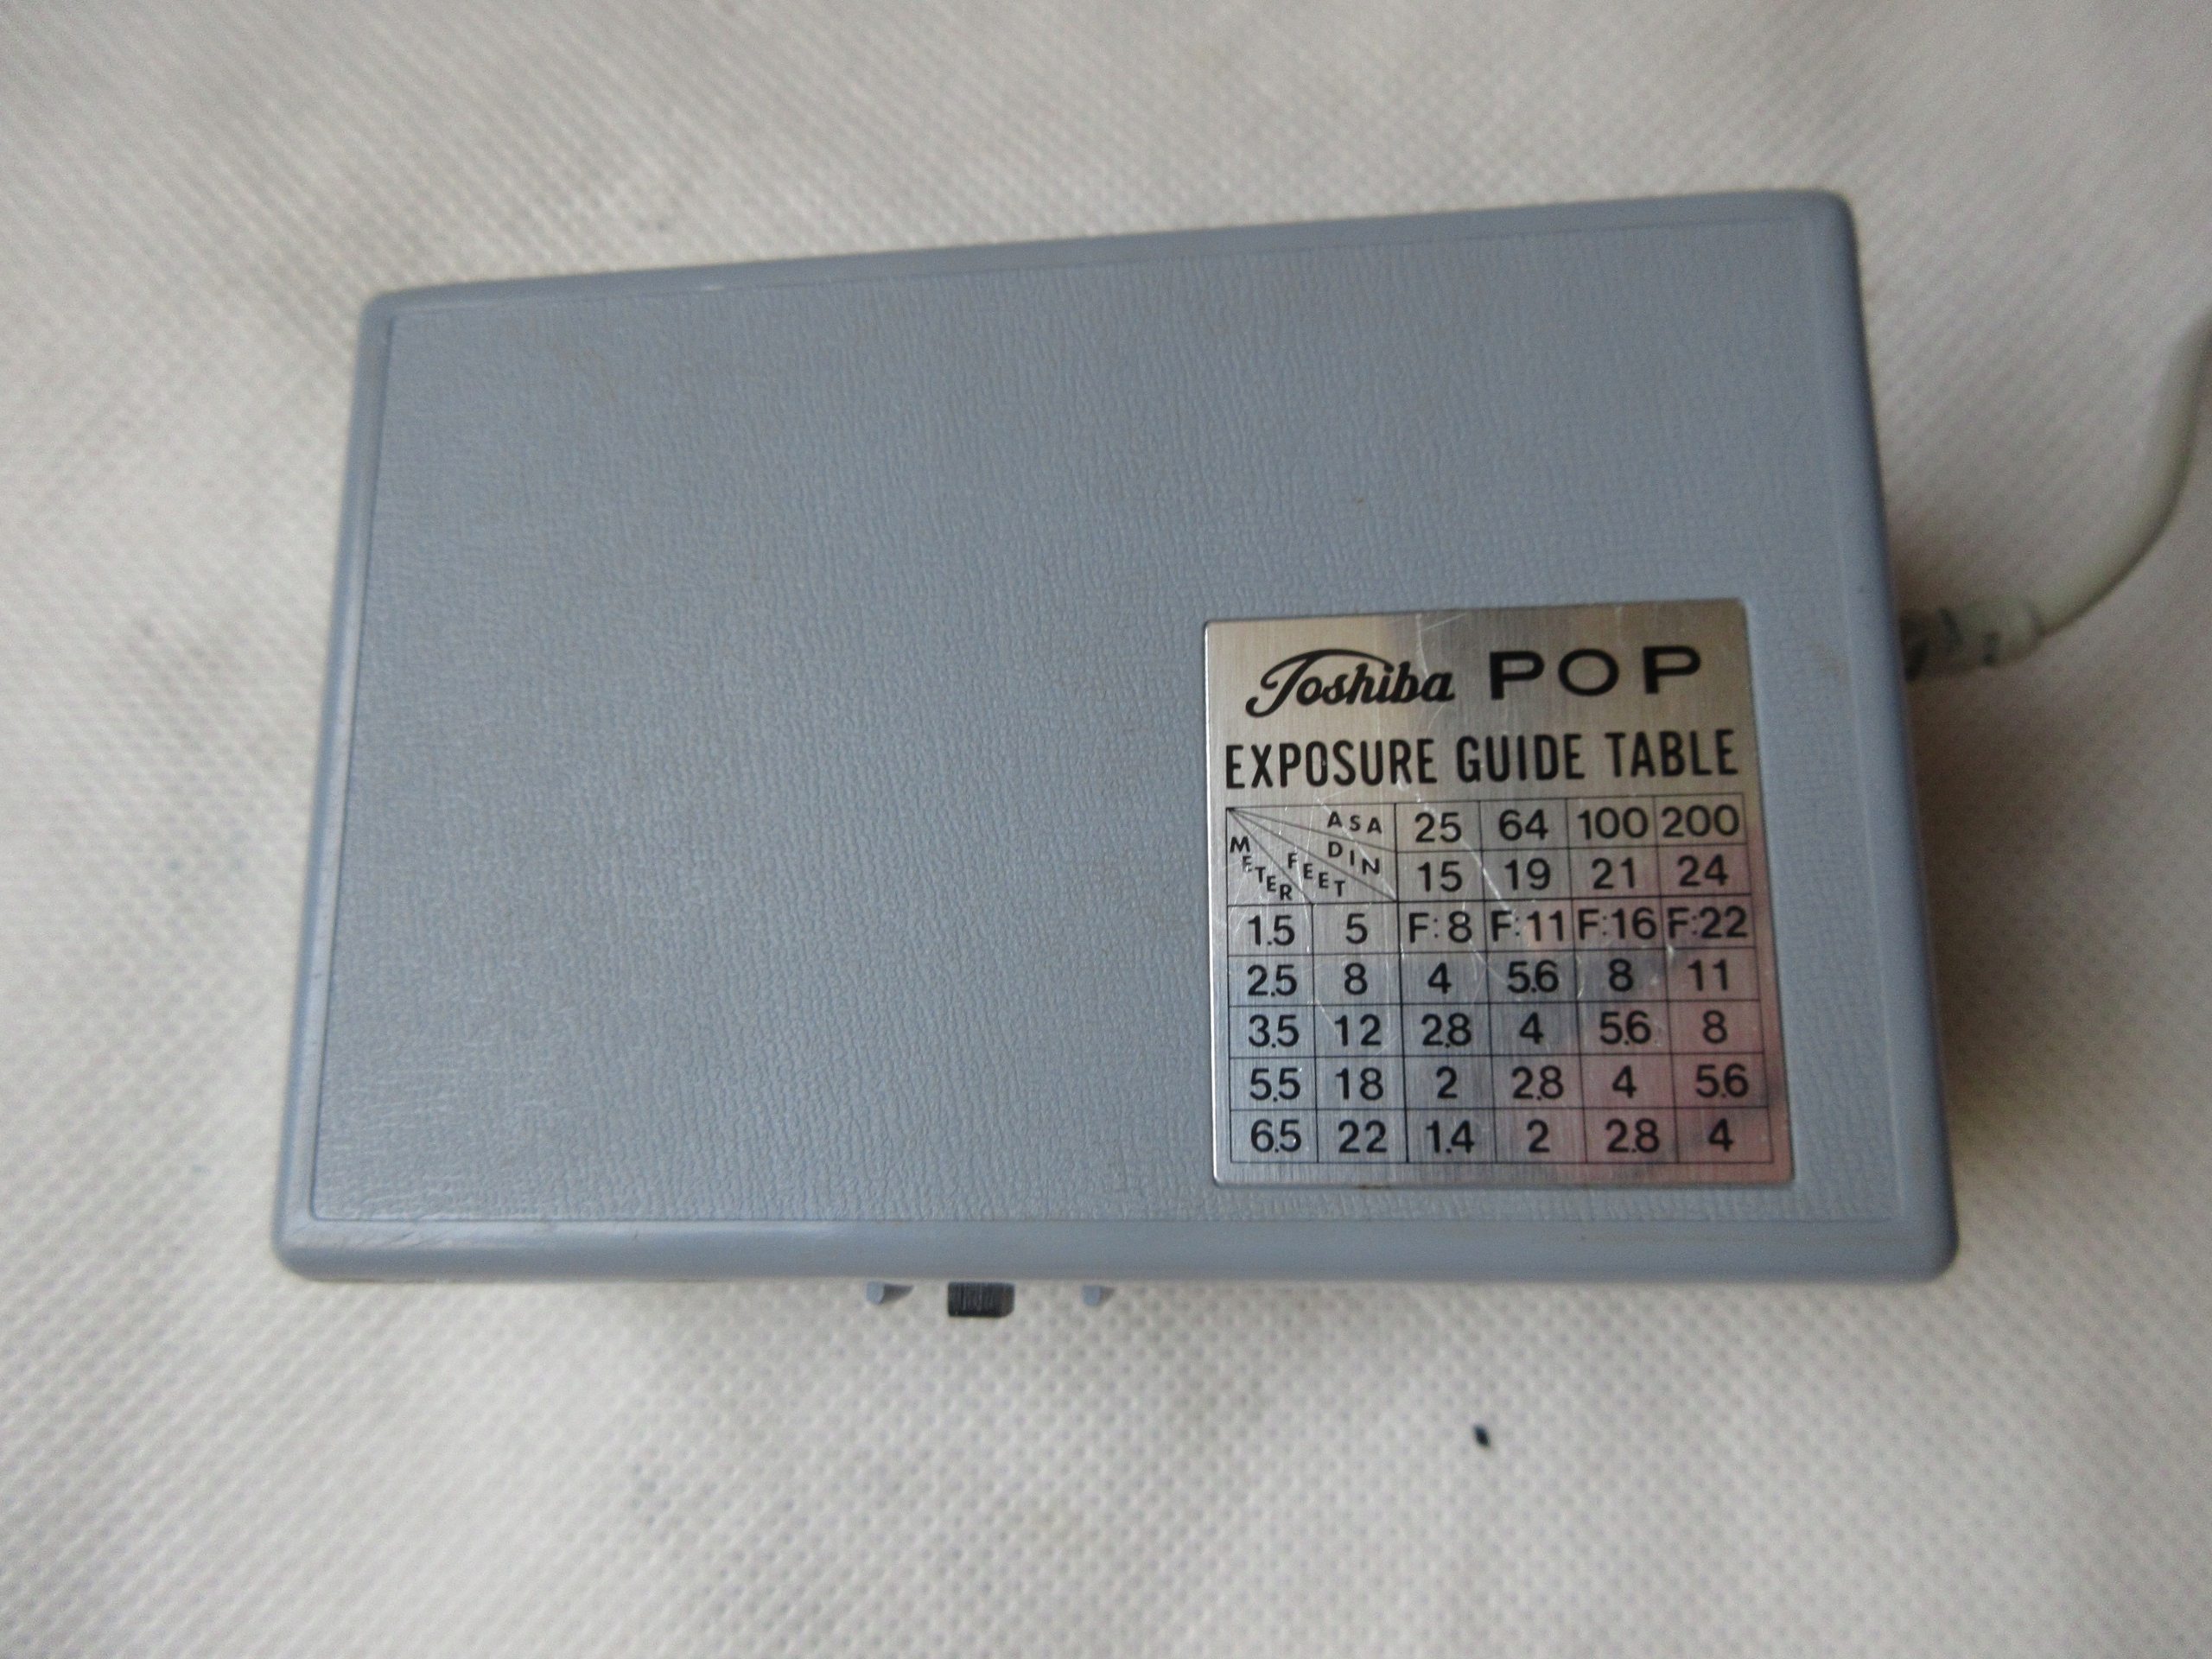 Toshiba POP
EXPOSURE GUIDE TABLE
ASA 25 64 100 200
METER FEET DIN 15 19 21 24
1.5 5 F:8 F:11 F:16 F:22
2.5 8 4 5.6 8 11
3.5 12 2.8 4 5.6 8
5.5 18 2 2.8 4 5.6
6.5 22 1.4 2 2.8 4